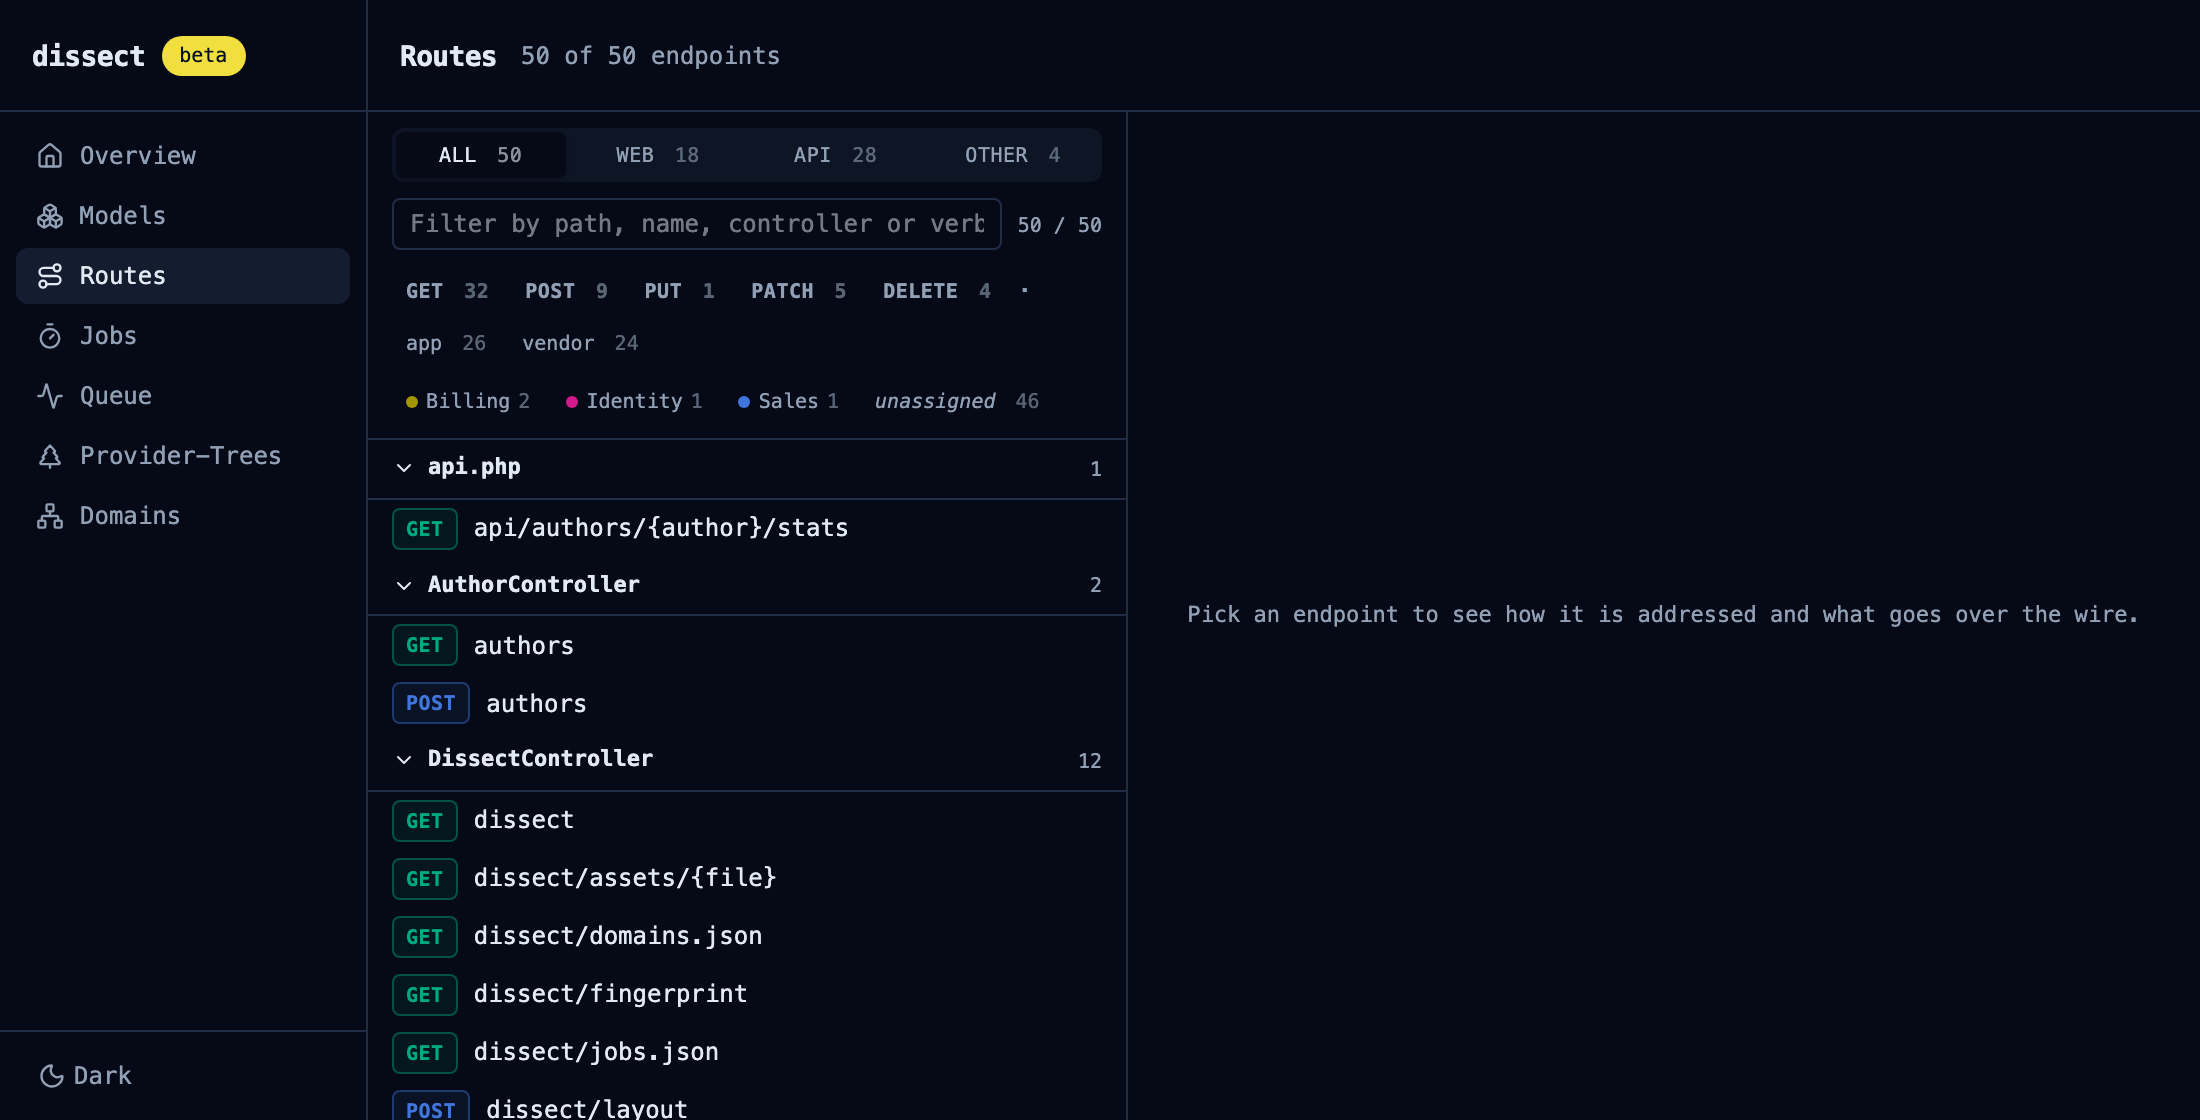 dissect beta
Routes 50 of 50 endpoints
Overview
Models
Routes
Jobs
Queue
Provider-Trees
Domains
Dark
ALL 50 WEB 18 API 28 OTHER 4
Filter by path, name, controller or verb 50 / 50
GET 32 POST 9 PUT 1 PATCH 5 DELETE 4 ·
app 26 vendor 24
Billing 2 Identity 1 Sales 1 unassigned 46
api.php 1
GET api/authors/{author}/stats
AuthorController 2
GET authors
POST authors
DissectController 12
GET dissect
GET dissect/assets/{file}
GET dissect/domains.json
GET dissect/fingerprint
GET dissect/jobs.json
POST dissect/layout
Pick an endpoint to see how it is addressed and what goes over the wire.